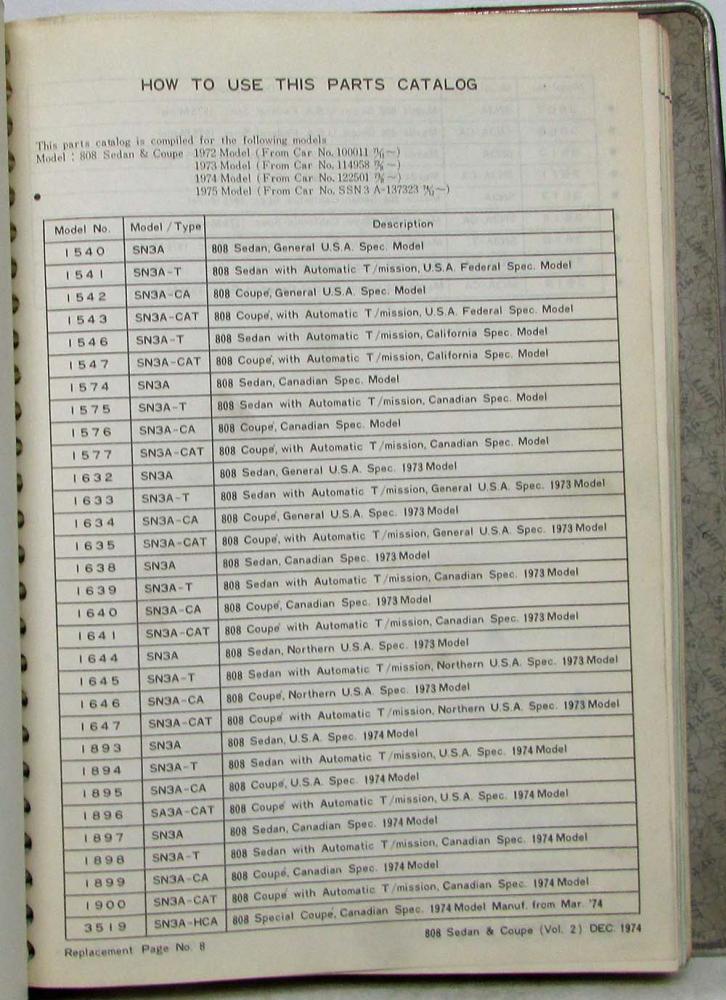 HOW TO USE THIS PARTS CATALOG
This parts catalog is compiled for the following models
Model : 808 Sedan & Coupe 1972 Model (From Car No. 100011 ~)
1973 Model (From Car No. 114958 ~)
1974 Model (From Car No. 122501 ~)
1975 Model (From Car No. SSN3 A-137323 ~)
Model No. Model / Type Description
1540 SN3A 808 Sedan, General U.S.A. Spec. Model
1541 SN3A-T 808 Sedan with Automatic T/mission, U.S.A. Federal Spec. Model
1542 SN3A-CA 808 Coupé, General U.S.A. Spec. Model
1543 SN3A-CAT 808 Coupé, with Automatic T/mission, U.S.A. Federal Spec. Model
1546 SN3A-T 808 Sedan with Automatic T/mission, California Spec. Model
1547 SN3A-CAT 808 Coupé, with Automatic T/mission, California Spec. Model
1574 SN3A 808 Sedan, Canadian Spec. Model
1575 SN3A-T 808 Sedan with Automatic T/mission, Canadian Spec. Model
1576 SN3A-CA 808 Coupé, Canadian Spec. Model
1577 SN3A-CAT 808 Coupé, with Automatic T/mission, Canadian Spec. Model
1632 SN3A 808 Sedan, General U.S.A. Spec. 1973 Model
1633 SN3A-T 808 Sedan with Automatic T/mission, General U.S.A. Spec. 1973 Model
1634 SN3A-CA 808 Coupé, General U.S.A. Spec. 1973 Model
1635 SN3A-CAT 808 Coupé, with Automatic T/mission, General U.S.A. Spec. 1973 Model
1638 SN3A 808 Sedan, Canadian Spec. 1973 Model
1639 SN3A-T 808 Sedan with Automatic T/mission, Canadian Spec. 1973 Model
1640 SN3A-CA 808 Coupé, Canadian Spec. 1973 Model
1641 SN3A-CAT 808 Coupé with Automatic T/mission, Canadian Spec. 1973 Model
1644 SN3A 808 Sedan, Northern U.S.A. Spec. 1973 Model
1645 SN3A-T 808 Sedan with Automatic T/mission, Northern U.S.A. Spec. 1973 Model
1646 SN3A-CA 808 Coupé, Northern U.S.A. Spec. 1973 Model
1647 SN3A-CAT 808 Coupé with Automatic T/mission, Northern U.S.A. Spec. 1973 Model
1893 SN3A 808 Sedan, U.S.A. Spec. 1974 Model
1894 SN3A-T 808 Sedan with Automatic T/mission, U.S.A. Spec. 1974 Model
1895 SN3A-CA 808 Coupé, U.S.A. Spec. 1974 Model
1896 SA3A-CAT 808 Coupé with Automatic T/mission, U.S.A. Spec. 1974 Model
1897 SN3A 808 Sedan, Canadian Spec. 1974 Model
1898 SN3A-T 808 Sedan with Automatic T/mission, Canadian Spec. 1974 Model
1899 SN3A-CA 808 Coupé, Canadian Spec. 1974 Model
1900 SN3A-CAT 808 Coupé with Automatic T/mission, Canadian Spec. 1974 Model
3519 SN3A-HCA 808 Special Coupé, Canadian Spec. 1974 Model Manuf. from Mar. '74
Replacement Page No. 8 808 Sedan & Coupe (Vol. 2) DEC. 1974